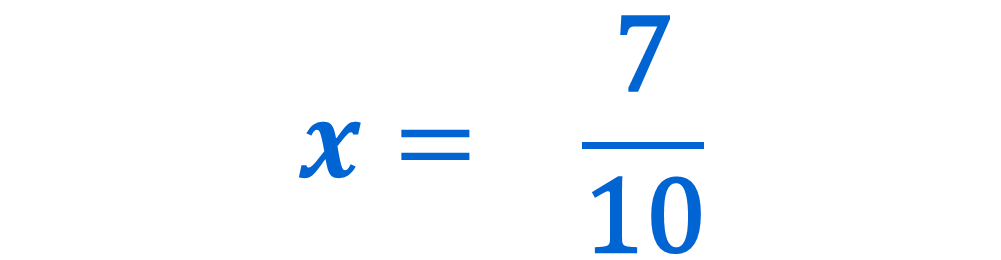 x = 7/10